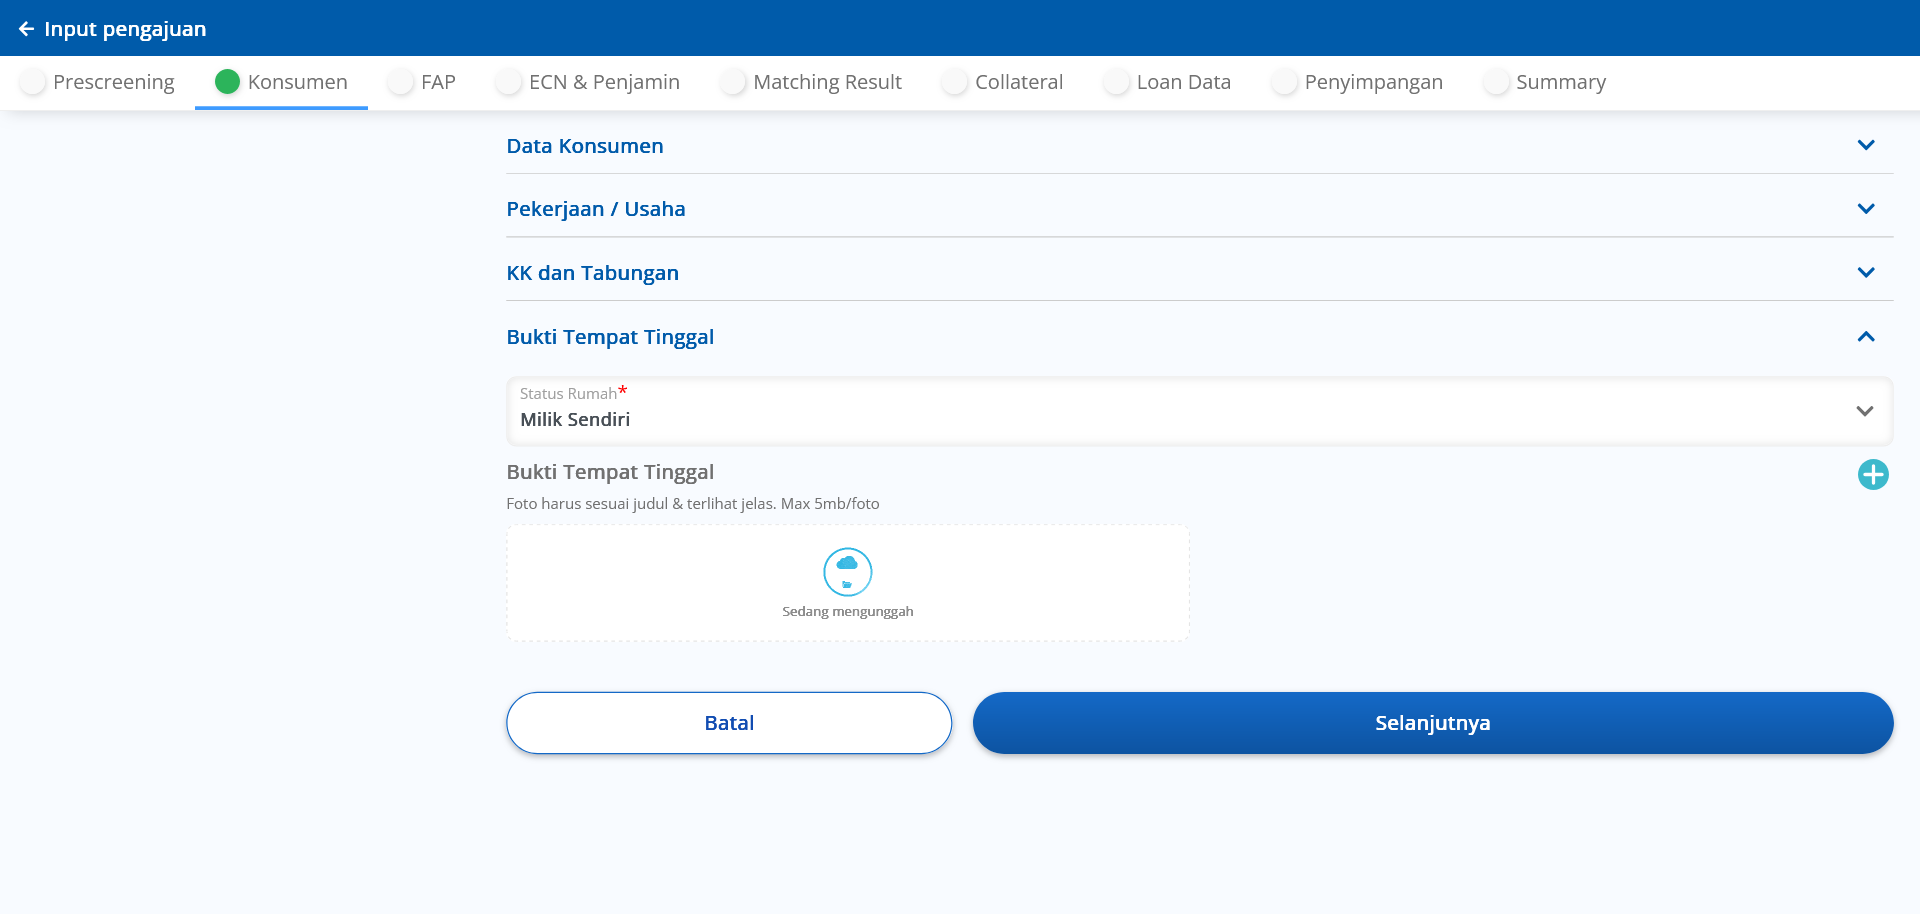 Input pengajuan
Prescreening Konsumen FAP ECN & Penjamin Matching Result Collateral Loan Data Penyimpangan Summary
Data Konsumen
Pekerjaan / Usaha
KK dan Tabungan
Bukti Tempat Tinggal
Status Rumah*
Milik Sendiri
Bukti Tempat Tinggal
Foto harus sesuai judul & terlihat jelas. Max 5mb/foto
Sedang mengunggah
Batal Selanjutnya